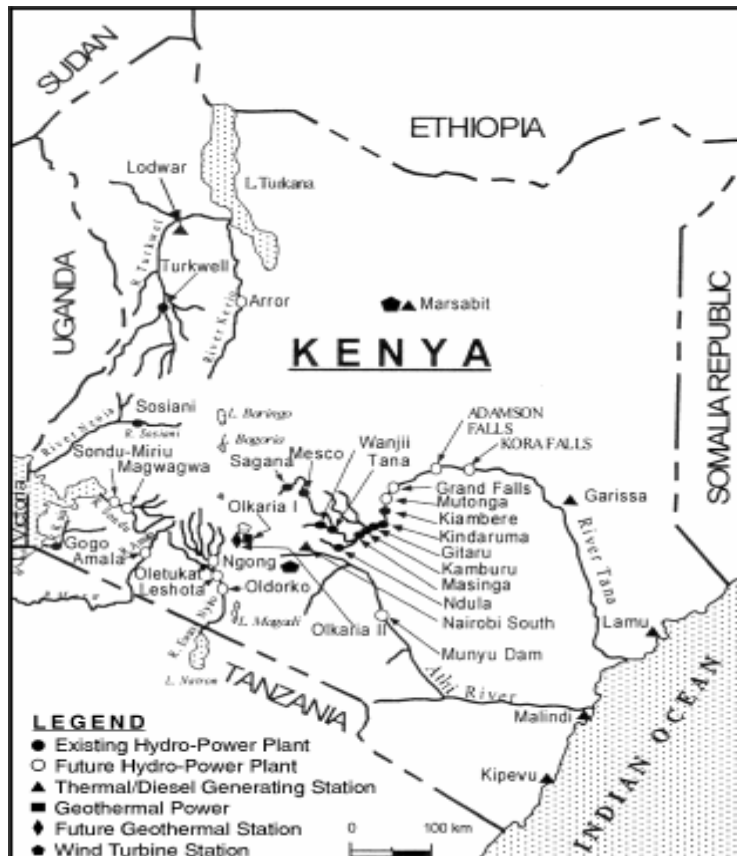 SUDAN
ETHIOPIA
Lodwar
L. Turkana
R. Turkwel
Turkwell
UGANDA
Arror
River Kerio
Marsabit
KENYA
SOMALIA REPUBLIC
Sosiani
River Nzoia
R. Sosiani
L. Baringo
L. Bogoria
ADAMSON
FALLS
KORA FALLS
Sondu-Miriu
Magwagwa
Sagana
Mesco
Wanjii
Tana
Grand Falls
Mutonga
Kiambere
Kindaruma
Gitaru
Kamburu
Masinga
Ndula
Nairobi South
Garissa
River Tana
Victoria
Olkaria I
Gogo
Amala
Ngong
Oletukat
Leshota
Oldorko
L. Magadi
Olkaria II
Munyu Dam
Lamu
L. Natron
TANZANIA
Athi River
Malindi
Kipevu
INDIAN OCEAN
LEGEND
Existing Hydro-Power Plant
Future Hydro-Power Plant
Thermal/Diesel Generating Station
Geothermal Power
Future Geothermal Station
Wind Turbine Station
0 100 km